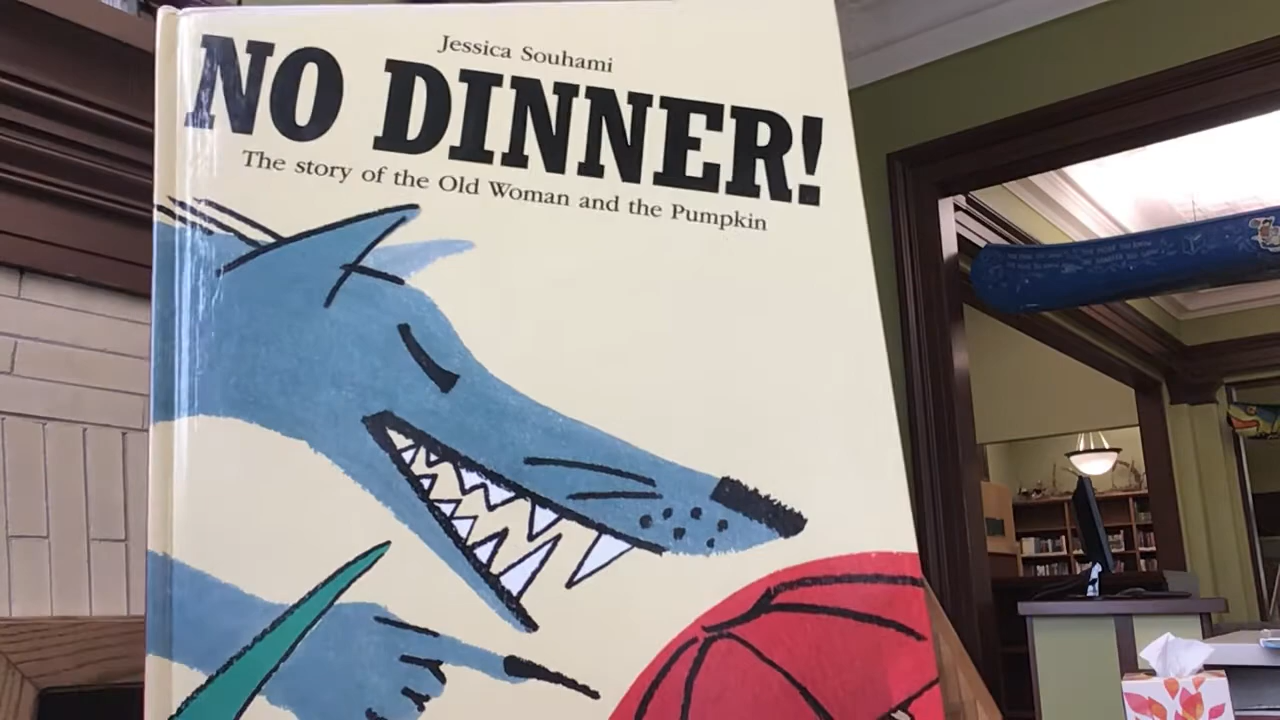 Jessica Souhami
NO DINNER!
The story of the Old Woman and the Pumpkin